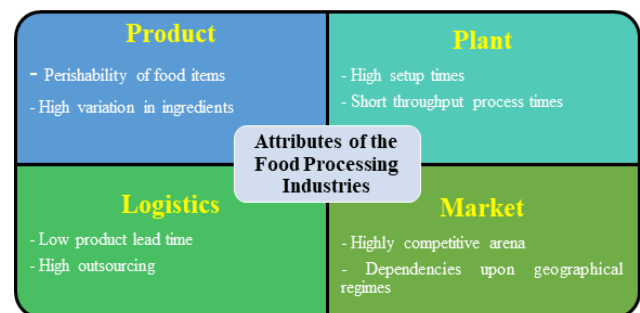 Product
- Perishability of food items
- High variation in ingredients
Plant
- High setup times
- Short throughput process times
Attributes of the
Food Processing
Industries
Logistics
- Low product lead time
- High outsourcing
Market
- Highly competitive arena
- Dependencies upon geographical
regimes